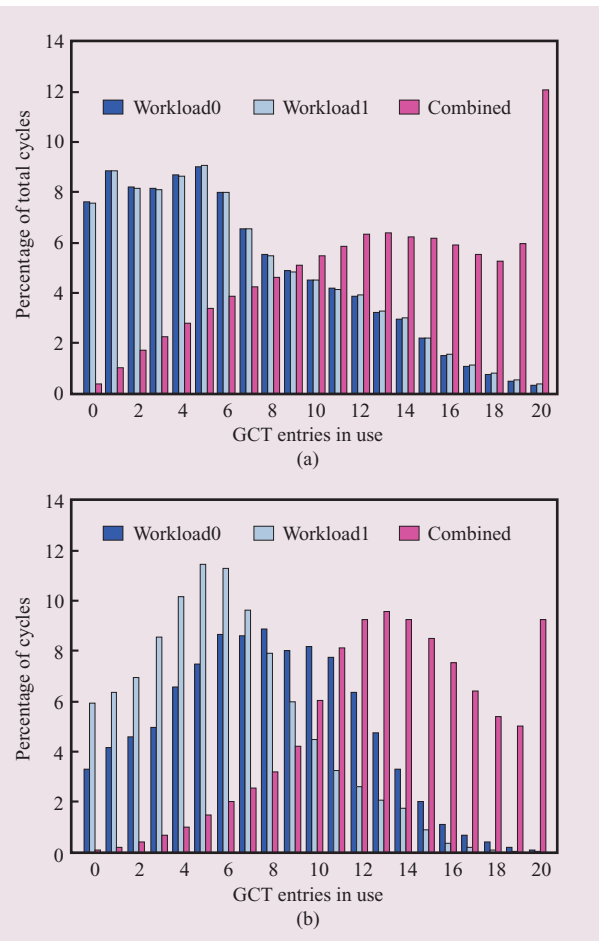 14
12
10
8
6
4
2
0
Percentage of total cycles
Workload0 Workload1 Combined
0 2 4 6 8 10 12 14 16 18 20
GCT entries in use
(a)
14
12
10
8
6
4
2
0
Percentage of cycles
Workload0 Workload1 Combined
0 2 4 6 8 10 12 14 16 18 20
GCT entries in use
(b)